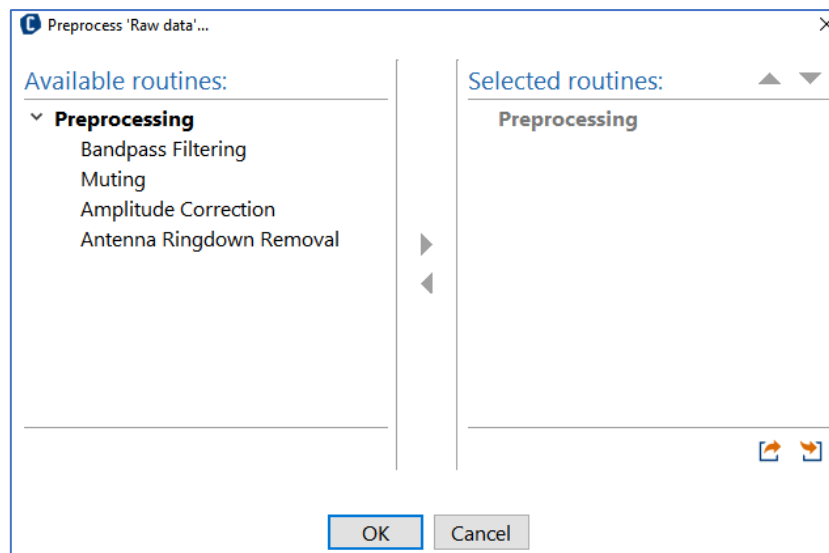 Preprocess 'Raw data'...
Available routines:
Preprocessing
Bandpass Filtering
Muting
Amplitude Correction
Antenna Ringdown Removal
Selected routines:
Preprocessing
OK
Cancel